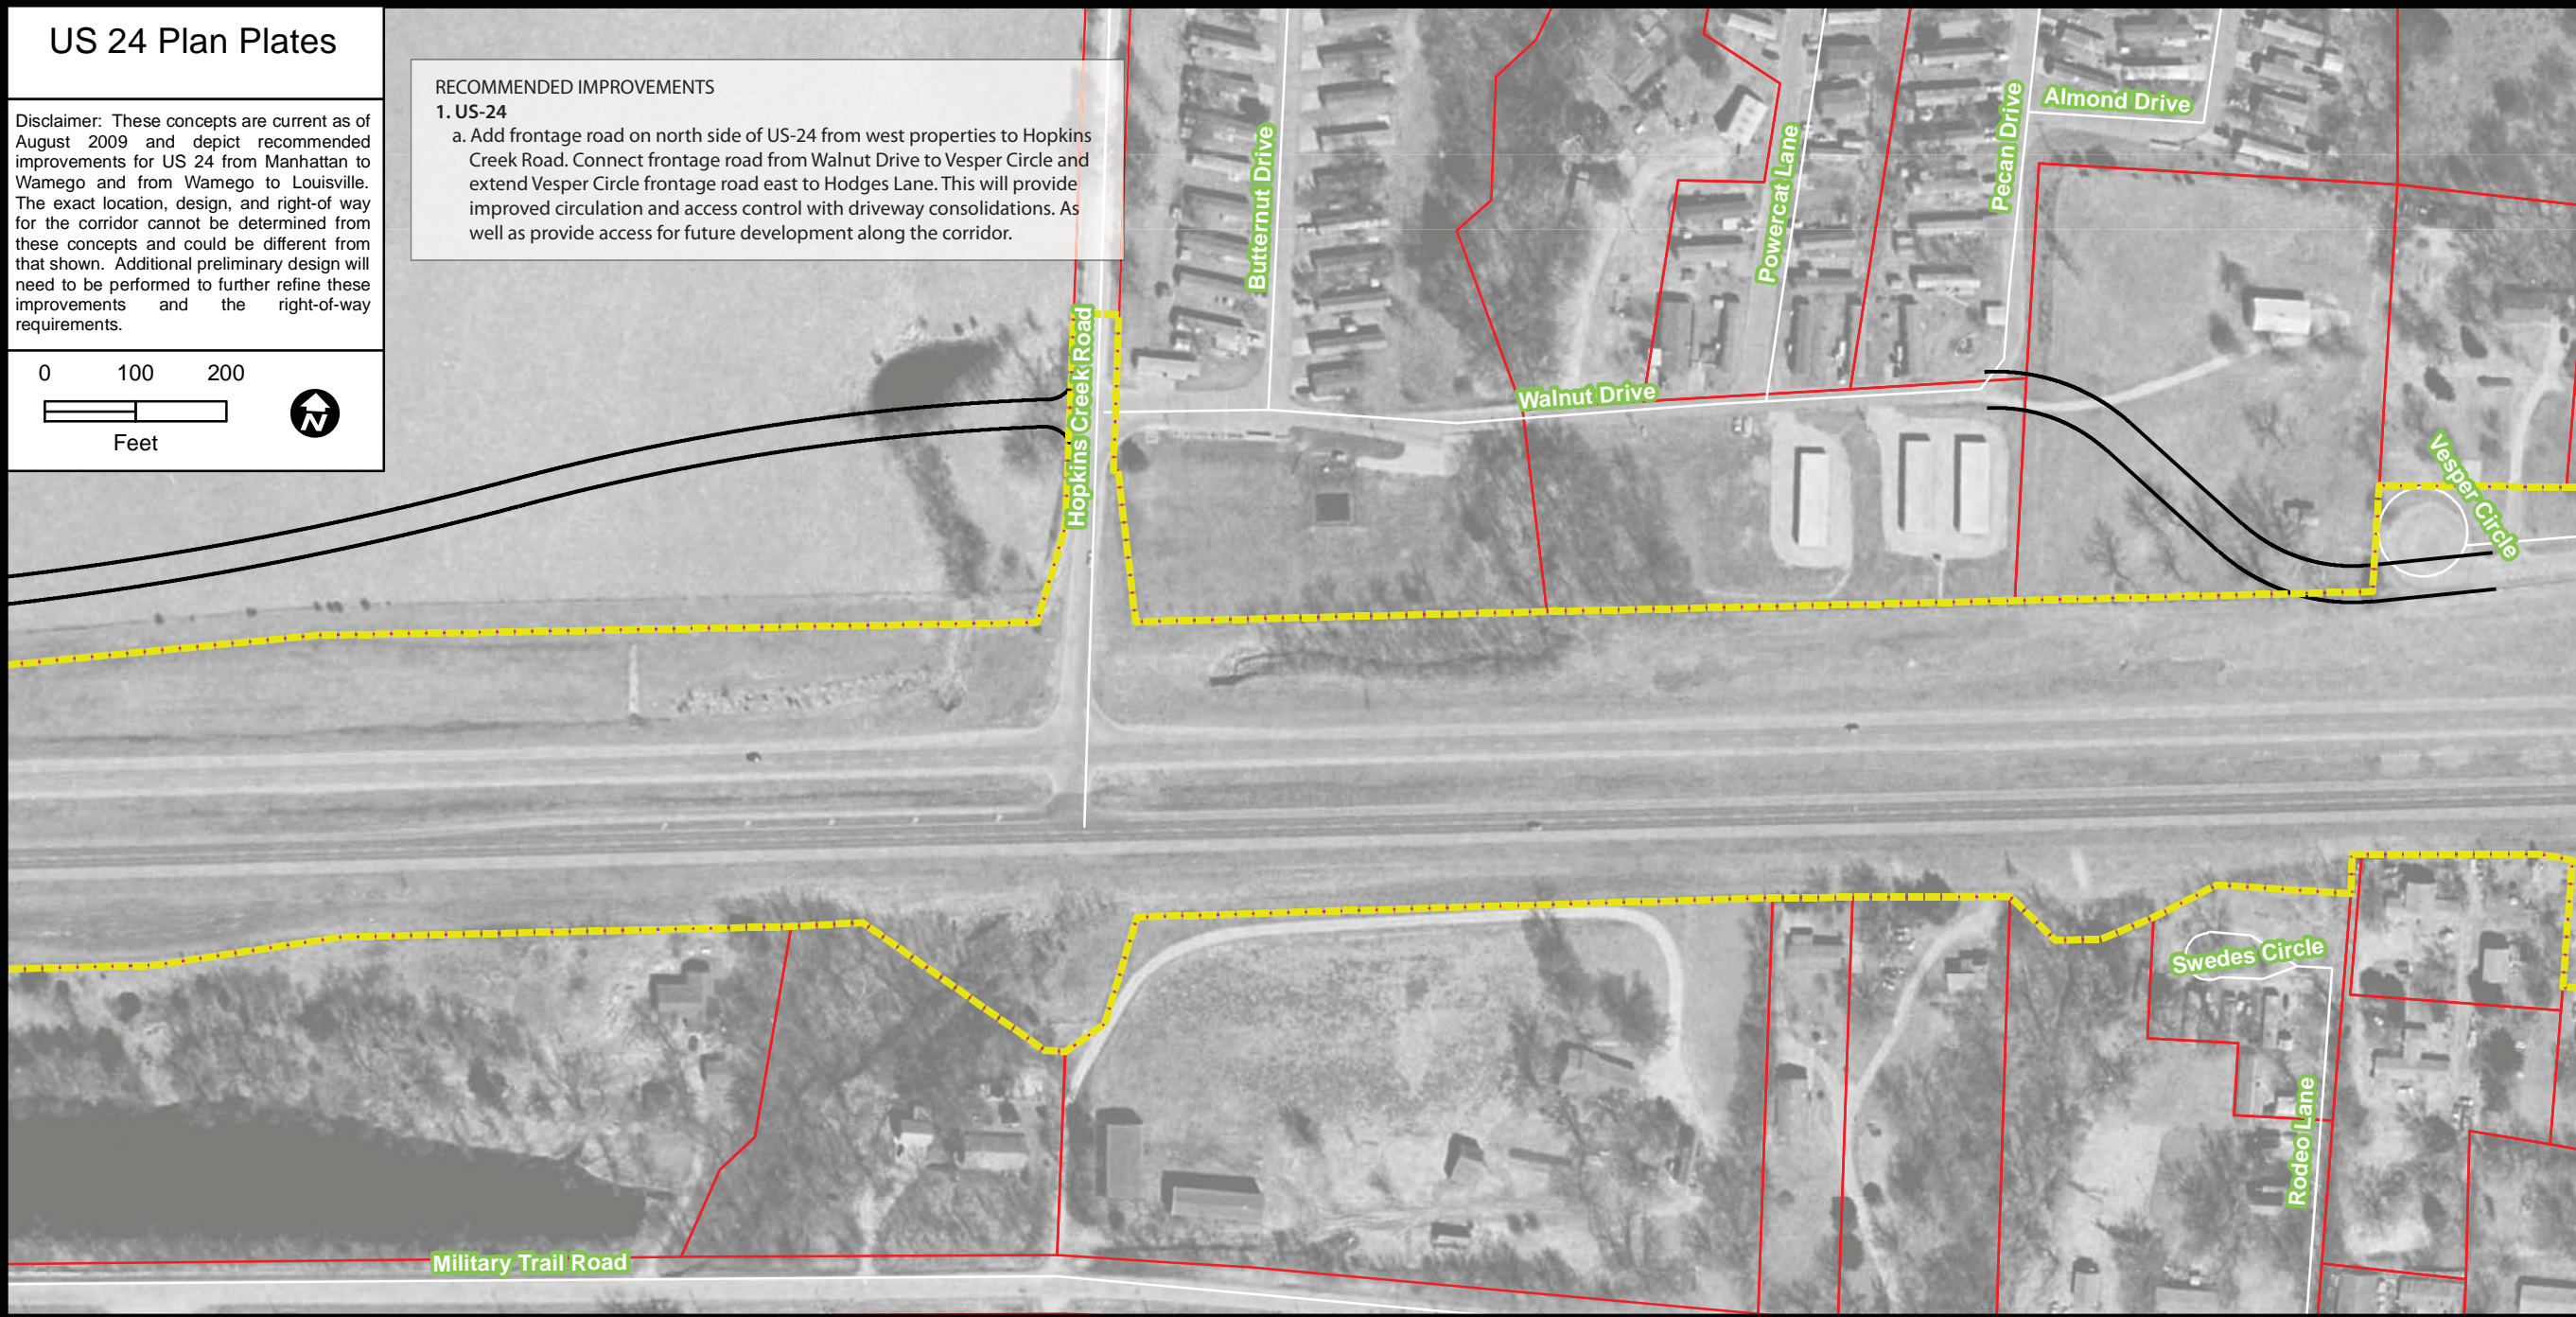 US 24 Plan Plates
Disclaimer: These concepts are current as of
August 2009 and depict recommended
improvements for US 24 from Manhattan to
Wamego and from Wamego to Louisville.
The exact location, design, and right-of way
for the corridor cannot be determined from
these concepts and could be different from
that shown. Additional preliminary design will
need to be performed to further refine these
improvements and the right-of-way
requirements.
0 100 200
Feet
N
RECOMMENDED IMPROVEMENTS
1. US-24
a. Add frontage road on north side of US-24 from west properties to Hopkins
Creek Road. Connect frontage road from Walnut Drive to Vesper Circle and
extend Vesper Circle frontage road east to Hodges Lane. This will provide
improved circulation and access control with driveway consolidations. As
well as provide access for future development along the corridor.
Hopkins Creek Road
Butternut Drive
Walnut Drive
Powercat Lane
Pecan Drive
Almond Drive
Vesper Circle
Swedes Circle
Rodeo Lane
Military Trail Road